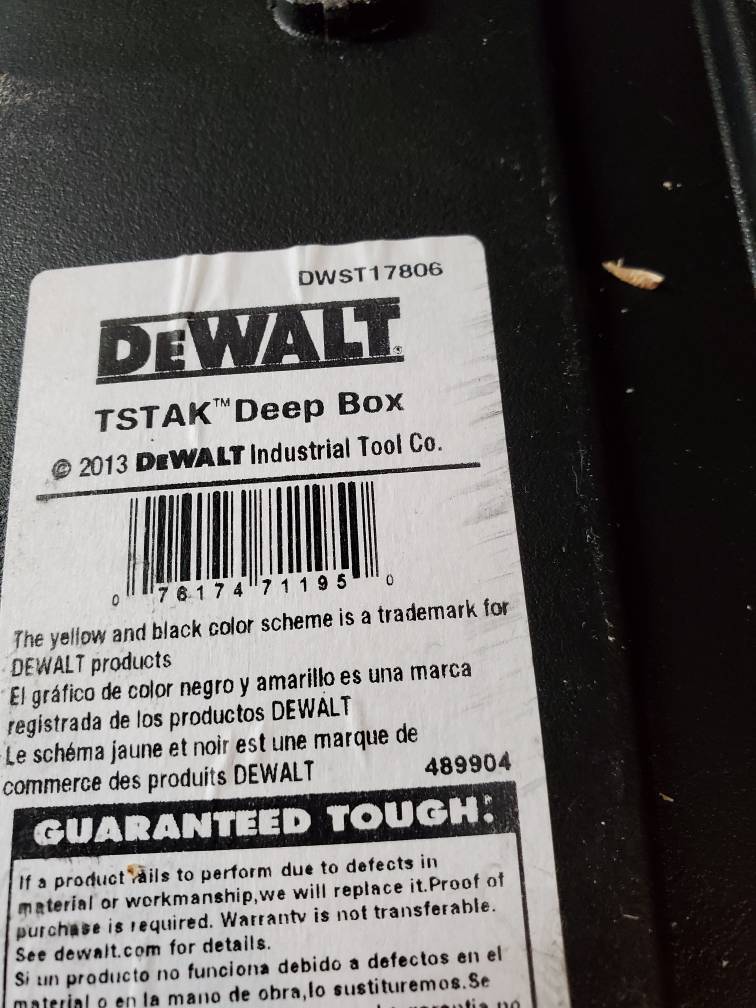 DWST17806
DEWALT®
TSTAK™ Deep Box
© 2013 DEWALT Industrial Tool Co.
0 76174 71195 0
The yellow and black color scheme is a trademark for
DEWALT products
El gráfico de color negro y amarillo es una marca
registrada de los productos DEWALT
Le schéma jaune et noir est une marque de
commerce des produits DEWALT
489904
GUARANTEED TOUGH.
If a product fails to perform due to defects in
material or workmanship,we will replace it.Proof of
purchase is required. Warranty is not transferable.
See dewalt.com for details.
Si un producto no funciona debido a defectos en el
material o en la mano de obra,lo sustituremos.Se